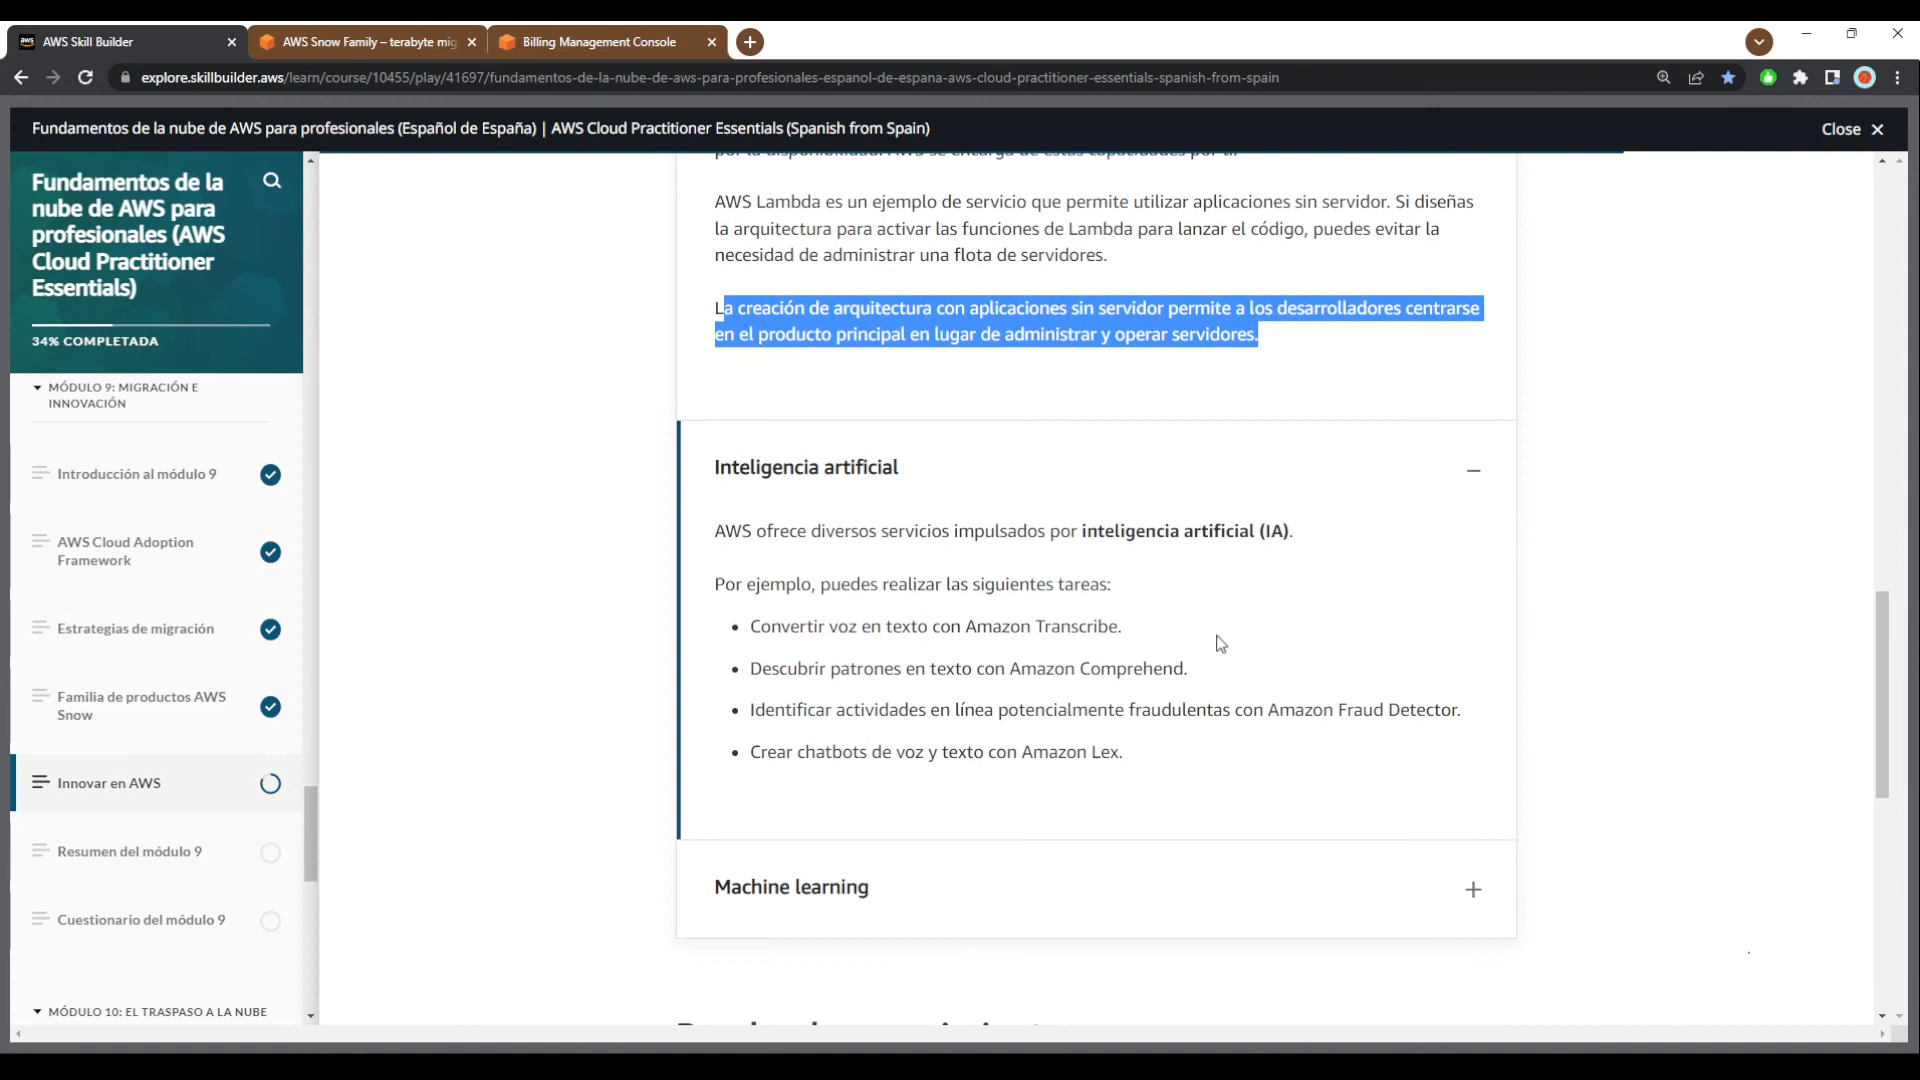 AWS Skill Builder
AWS Snow Family – terabyte mig
Billing Management Console
explore.skillbuilder.aws/learn/course/10455/play/41697/fundamentos-de-la-nube-de-aws-para-profesionales-espanol-de-espana-aws-cloud-practitioner-essentials-spanish-from-spain
Fundamentos de la nube de AWS para profesionales (Español de España) | AWS Cloud Practitioner Essentials (Spanish from Spain)
Close
Fundamentos de la
nube de AWS para
profesionales (AWS
Cloud Practitioner
Essentials)
34% COMPLETADA
MÓDULO 9: MIGRACIÓN E
INNOVACIÓN
Introducción al módulo 9
AWS Cloud Adoption
Framework
Estrategias de migración
Familia de productos AWS
Snow
Innovar en AWS
Resumen del módulo 9
Cuestionario del módulo 9
MÓDULO 10: EL TRASPASO A LA NUBE
por la disponibilidad. AWS se encarga de estas capacidades por ti.
AWS Lambda es un ejemplo de servicio que permite utilizar aplicaciones sin servidor. Si diseñas
la arquitectura para activar las funciones de Lambda para lanzar el código, puedes evitar la
necesidad de administrar una flota de servidores.
La creación de arquitectura con aplicaciones sin servidor permite a los desarrolladores centrarse
en el producto principal en lugar de administrar y operar servidores.
Inteligencia artificial
AWS ofrece diversos servicios impulsados por inteligencia artificial (IA).
Por ejemplo, puedes realizar las siguientes tareas:
• Convertir voz en texto con Amazon Transcribe.
• Descubrir patrones en texto con Amazon Comprehend.
• Identificar actividades en línea potencialmente fraudulentas con Amazon Fraud Detector.
• Crear chatbots de voz y texto con Amazon Lex.
Machine learning